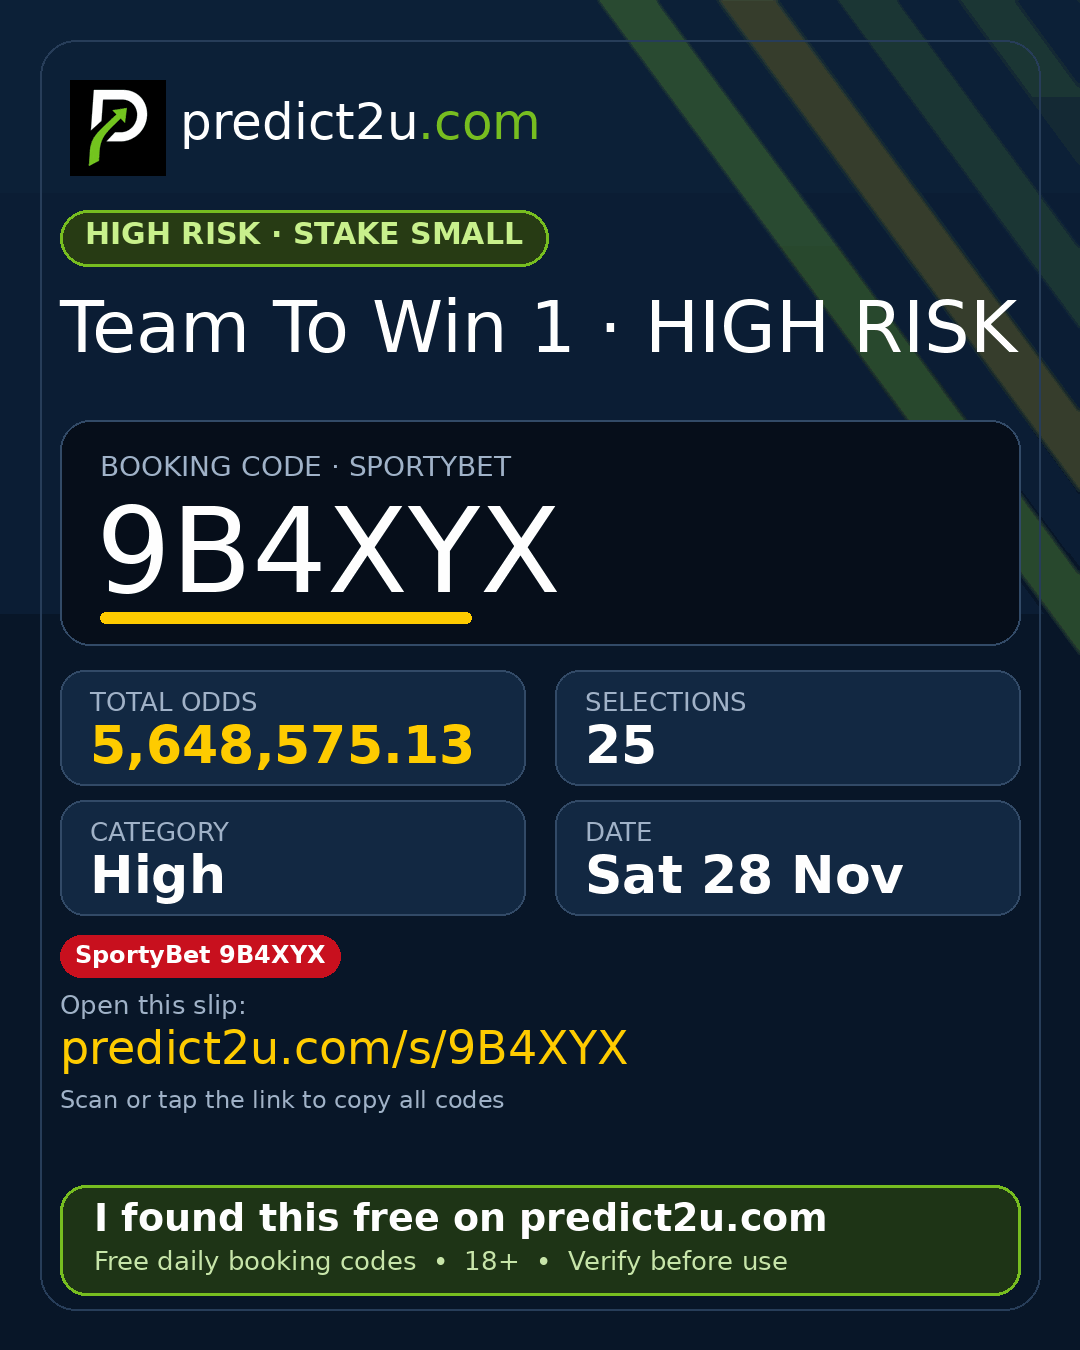 predict2u.com
HIGH RISK · STAKE SMALL
Team To Win 1 · HIGH RISK
BOOKING CODE · SPORTYBET
9B4XYX
TOTAL ODDS
5,648,575.13
SELECTIONS
25
CATEGORY
High
DATE
Sat 28 Nov
SportyBet 9B4XYX
Open this slip:
predict2u.com/s/9B4XYX
Scan or tap the link to copy all codes
I found this free on predict2u.com
Free daily booking codes • 18+ • Verify before use